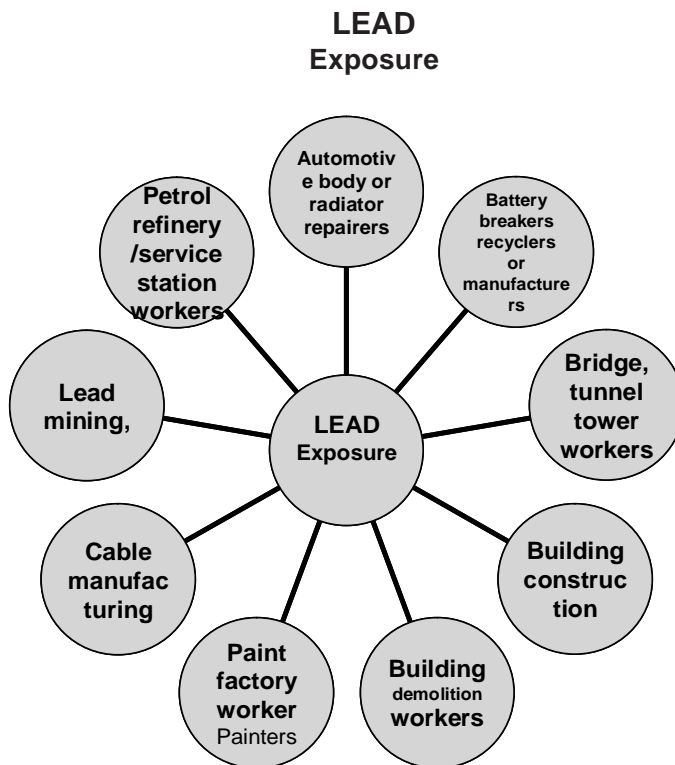 LEAD
Exposure
Automotiv
e body or
radiator
repairers
Battery
breakers
recyclers
or
manufacture
rs
Bridge,
tunnel
tower
workers
Building
construc
tion
Building
demolition
workers
Paint
factory
worker
Painters
Cable
manufac
turing
Lead
mining,
Petrol
refinery
/service
station
workers
LEAD
Exposure